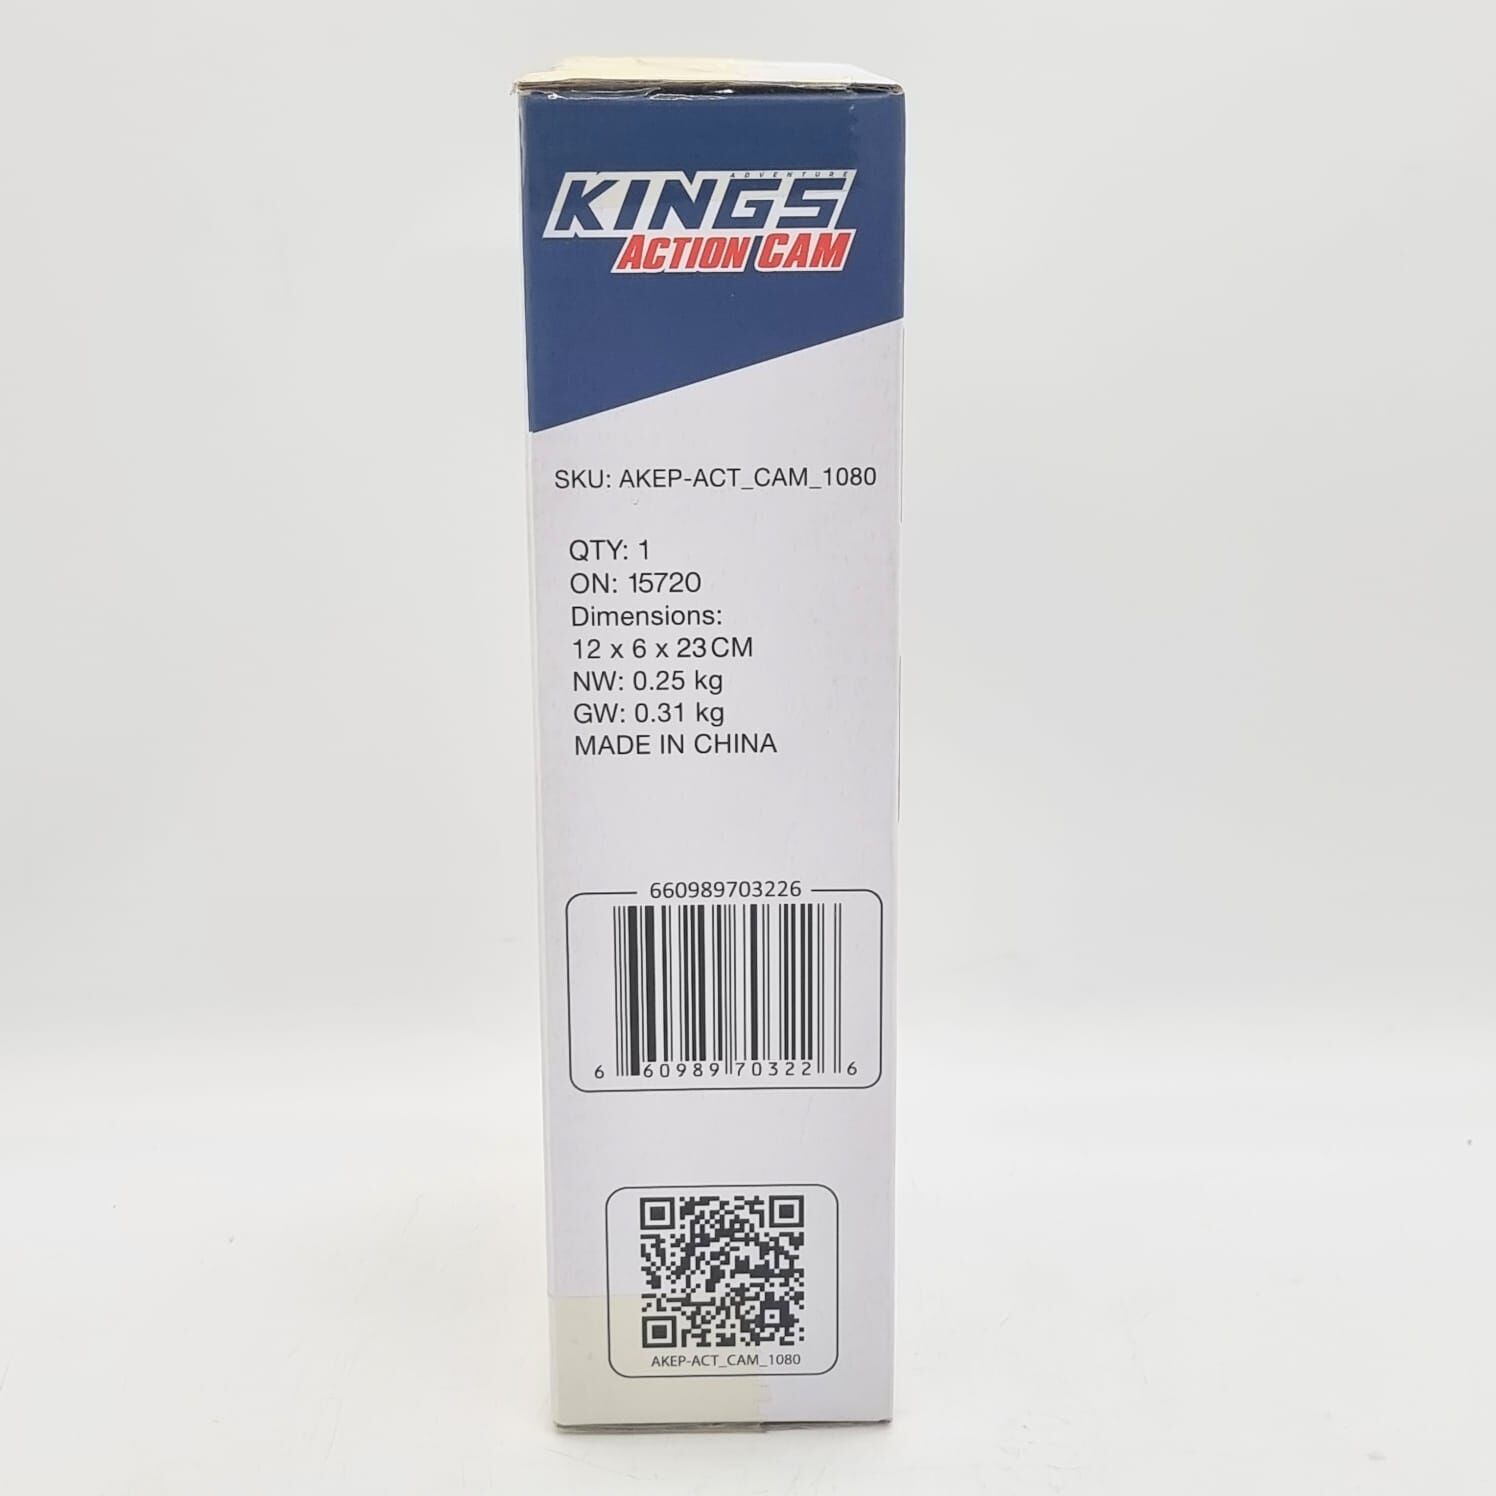 ADVENTURE
KINGS
ACTION CAM
SKU: AKEP-ACT_CAM_1080
QTY: 1
ON: 15720
Dimensions:
12 x 6 x 23CM
NW: 0.25 kg
GW: 0.31 kg
MADE IN CHINA
660989703226
6 60989 70322 6
AKEP-ACT_CAM_1080